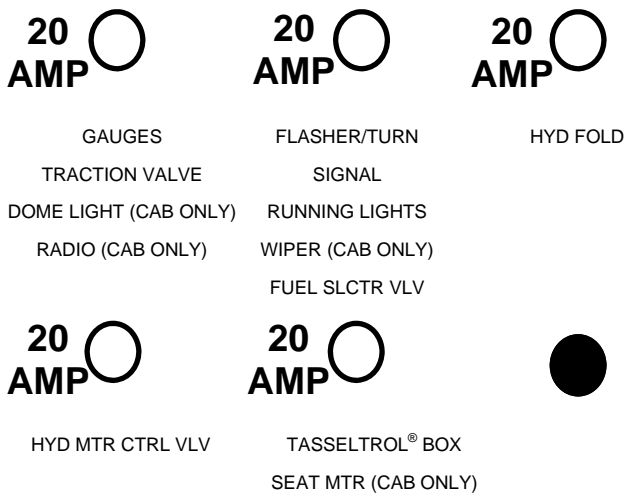 20
AMP
GAUGES
TRACTION VALVE
DOME LIGHT (CAB ONLY)
RADIO (CAB ONLY)
20
AMP
FLASHER/TURN
SIGNAL
RUNNING LIGHTS
WIPER (CAB ONLY)
FUEL SLCTR VLV
20
AMP
HYD FOLD
20
AMP
HYD MTR CTRL VLV
20
AMP
TASSELTROL® BOX
SEAT MTR (CAB ONLY)